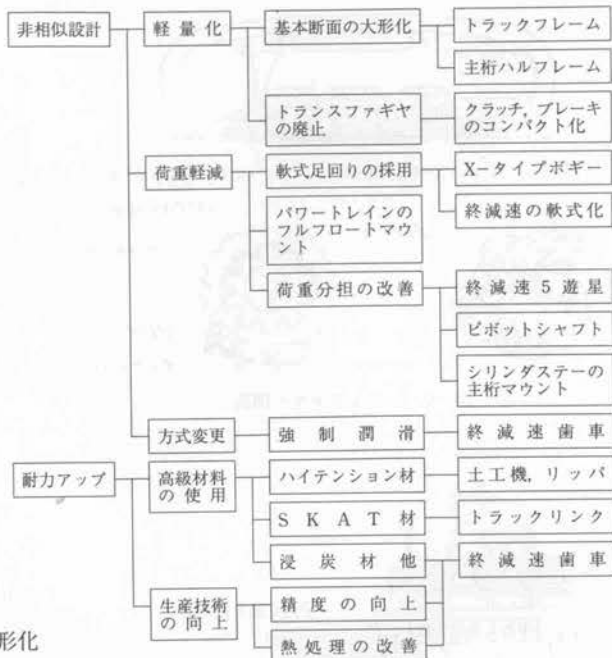 非相似設計
軽量化
基本断面の大形化
トラックフレーム
主桁ハルフレーム
トランスファギヤ
の廃止
クラッチ，ブレーキ
のコンパクト化
荷重軽減
軟式足回りの採用
X－タイプボギー
終減速の軟式化
パワートレインの
フルフロートマウ
ント
荷重分担の改善
終減速5遊星
ピボットシャフト
シリンダステーの
主桁マウント
方式変更
強制潤滑
終減速歯車
耐力アップ
高級材料
の使用
ハイテンション材
土工機，リッパ
SKAT材
トラックリンク
浸炭材他
終減速歯車
生産技術
の向上
精度の向上
熱処理の改善
形化